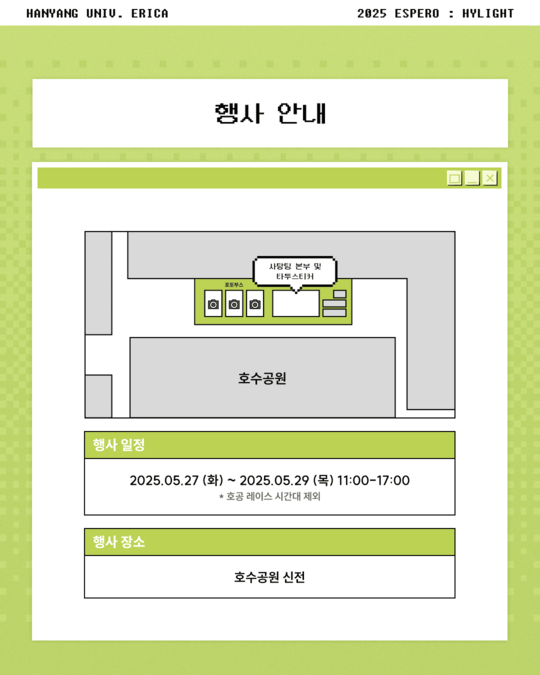 HANYANG UNIV. ERICA
2025 ESPERO : HYLIGHT
행사 안내
사랑팅 본부 및
타투스티커
포토부스
호수공원
행사 일정
2025.05.27 (화) ~ 2025.05.29 (목) 11:00-17:00
* 호공 레이스 시간대 제외
행사 장소
호수공원 신전